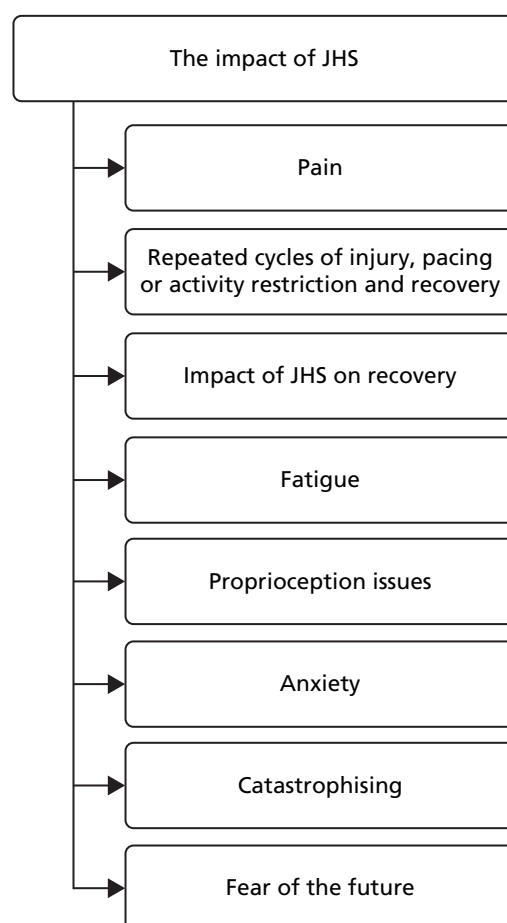 The impact of JHS
Pain
Repeated cycles of injury, pacing
or activity restriction and recovery
Impact of JHS on recovery
Fatigue
Proprioception issues
Anxiety
Catastrophising
Fear of the future